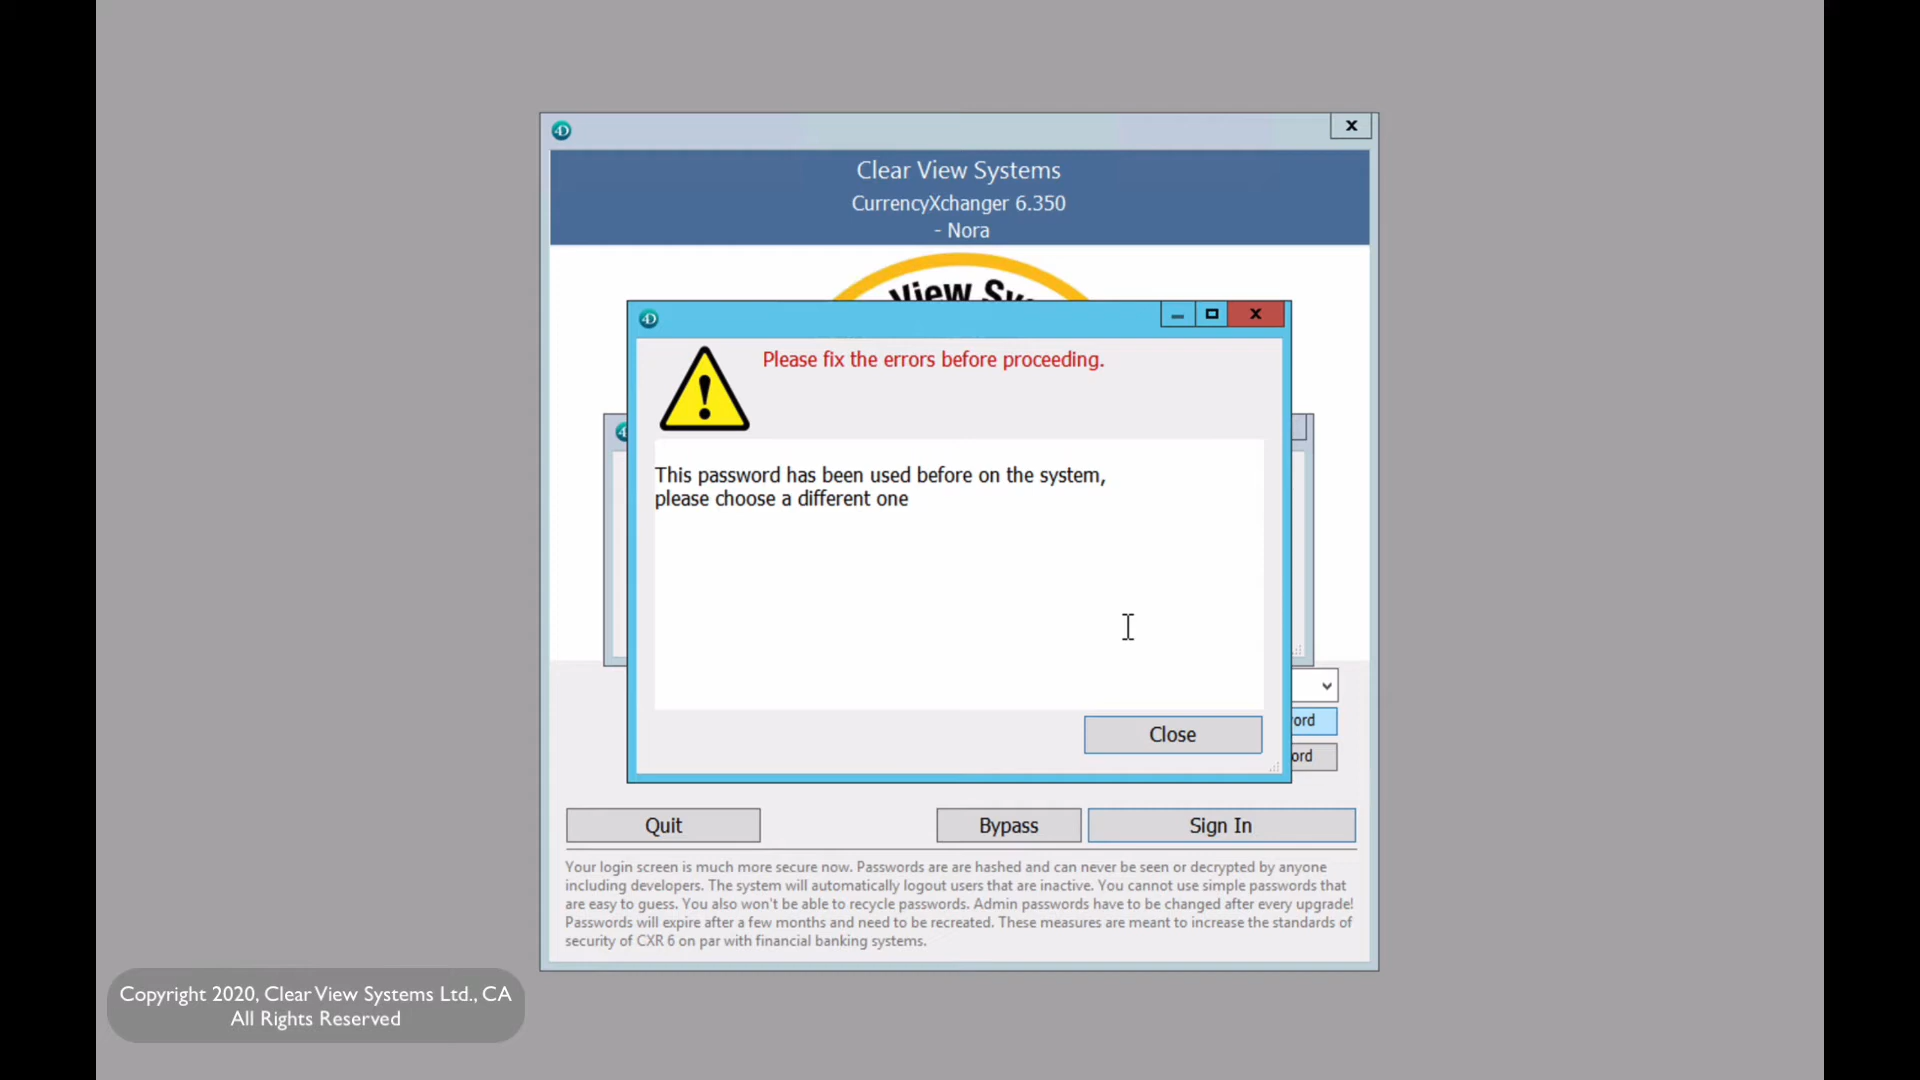 4D
x
Clear View Systems
CurrencyXchanger 6.350
- Nora
View Sy
4D
x
Please fix the errors before proceeding.
This password has been used before on the system,
please choose a different one
Close
ord
Quit
Bypass
Sign In
Your login screen is much more secure now. Passwords are are hashed and can never be seen or decrypted by anyone
including developers. The system will automatically logout users that are inactive. You cannot use simple passwords that
are easy to guess. You also won't be able to recycle passwords. Admin passwords have to be changed after every upgrade!
Passwords will expire after a few months and need to be recreated. These measures are meant to increase the standards of
security of CXR 6 on par with financial banking systems.
Copyright 2020, Clear View Systems Ltd., CA
All Rights Reserved